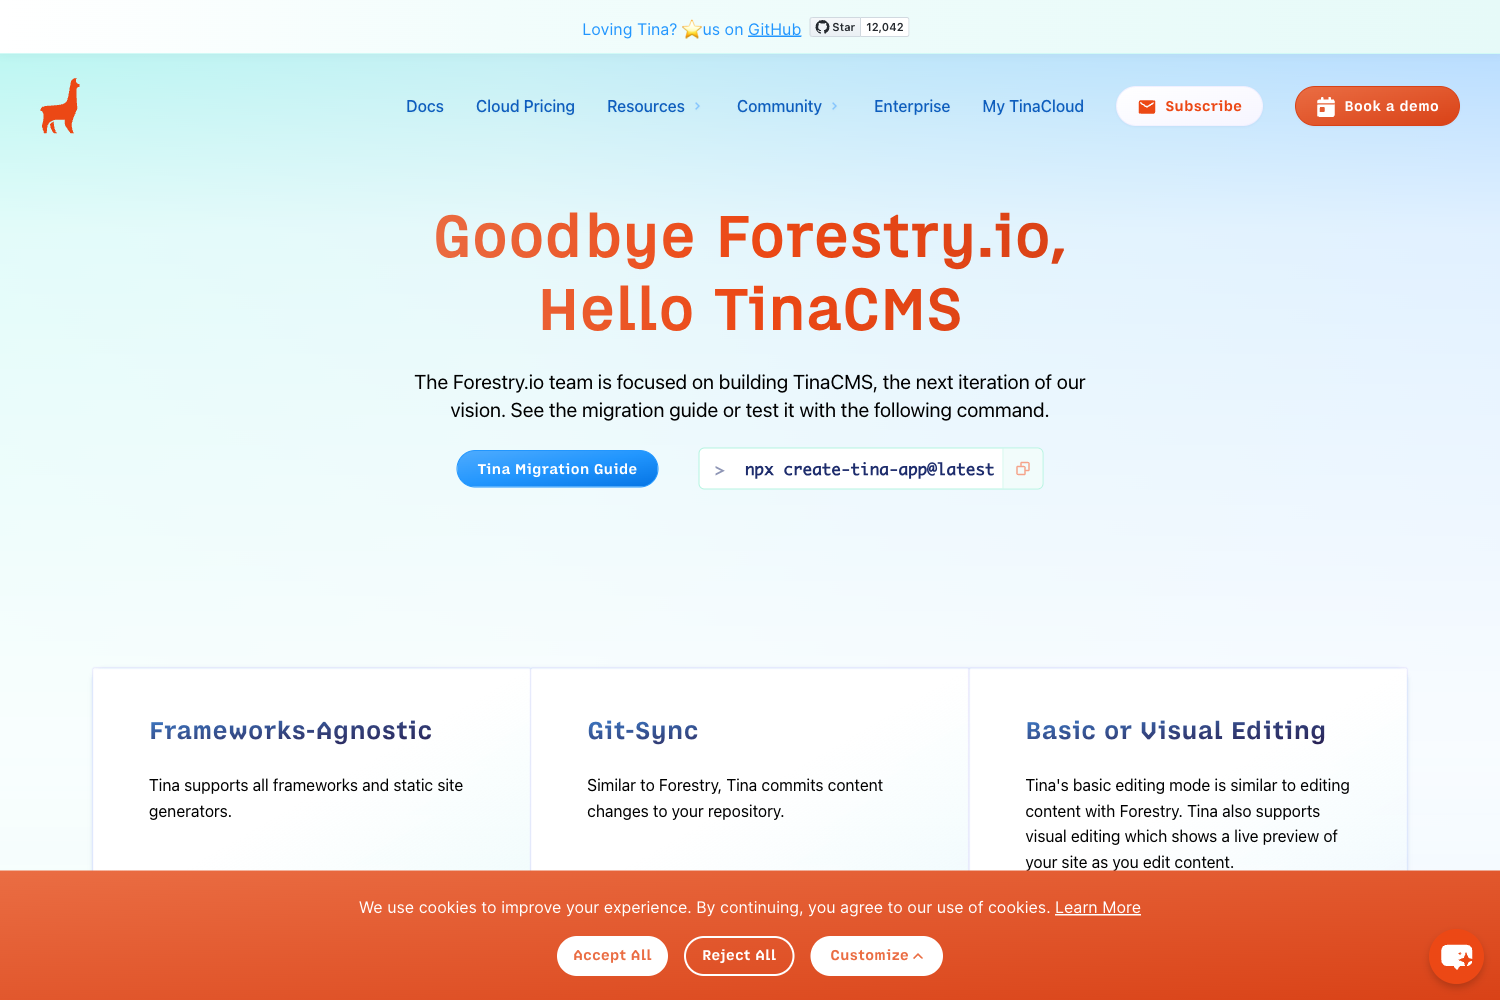 Loving Tina? ⭐us on GitHub Star 12,042
Docs Cloud Pricing Resources Community Enterprise My TinaCloud Subscribe Book a demo
Goodbye Forestry.io,
Hello TinaCMS
The Forestry.io team is focused on building TinaCMS, the next iteration of our
vision. See the migration guide or test it with the following command.
Tina Migration Guide
> npx create-tina-app@latest
Frameworks-Agnostic
Tina supports all frameworks and static site
generators.
Git-Sync
Similar to Forestry, Tina commits content
changes to your repository.
Basic or Visual Editing
Tina's basic editing mode is similar to editing
content with Forestry. Tina also supports
visual editing which shows a live preview of
your site as you edit content.
We use cookies to improve your experience. By continuing, you agree to our use of cookies. Learn More
Accept All Reject All Customize